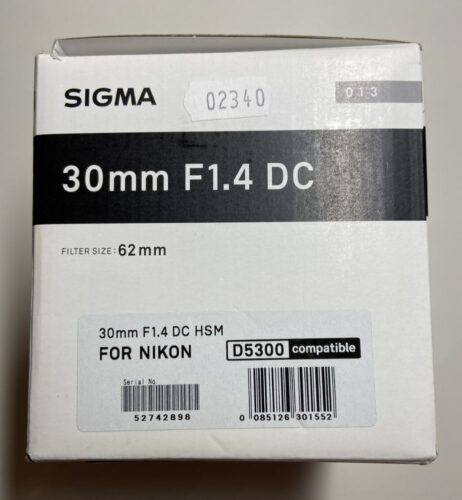 SIGMA
02340
013
30mm F1.4 DC
FILTER SIZE: 62mm
30mm F1.4 DC HSM
FOR NIKON D5300 compatible
Serial No.
52742898
0 085126 301552